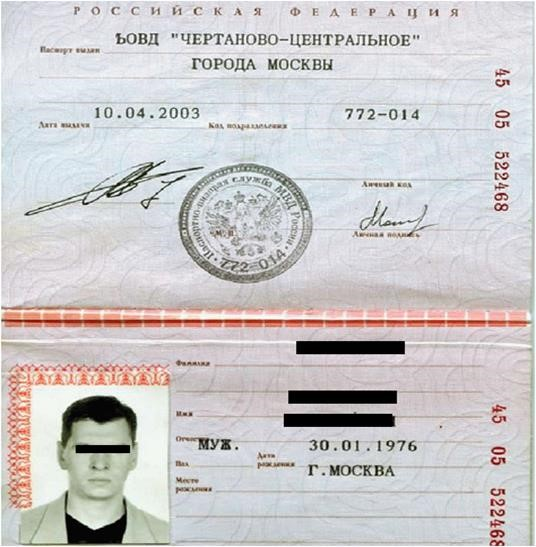 РОССИЙСКАЯ ФЕДЕРАЦИЯ
Паспорт выдан
ЪОВД "ЧЕРТАНОВО-ЦЕНТРАЛЬНОЕ"
ГОРОДА МОСКВЫ
Дата выдачи 10.04.2003 Код подразделения 772-014
45 05 522468
Личный код
Паспортно-визовая служба МВД России
М.П.
772-014
Личная подпись
Фамилия
Имя
Отчество
Пол МУЖ. Дата рождения 30.01.1976
Место рождения Г.МОСКВА
45 05 522468